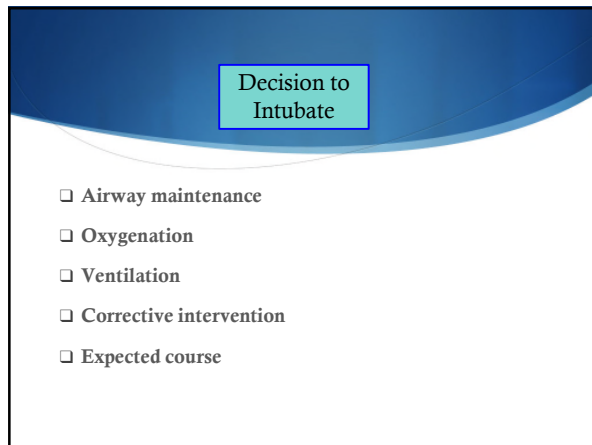 Decision to
Intubate
❑ Airway maintenance
❑ Oxygenation
❑ Ventilation
❑ Corrective intervention
❑ Expected course